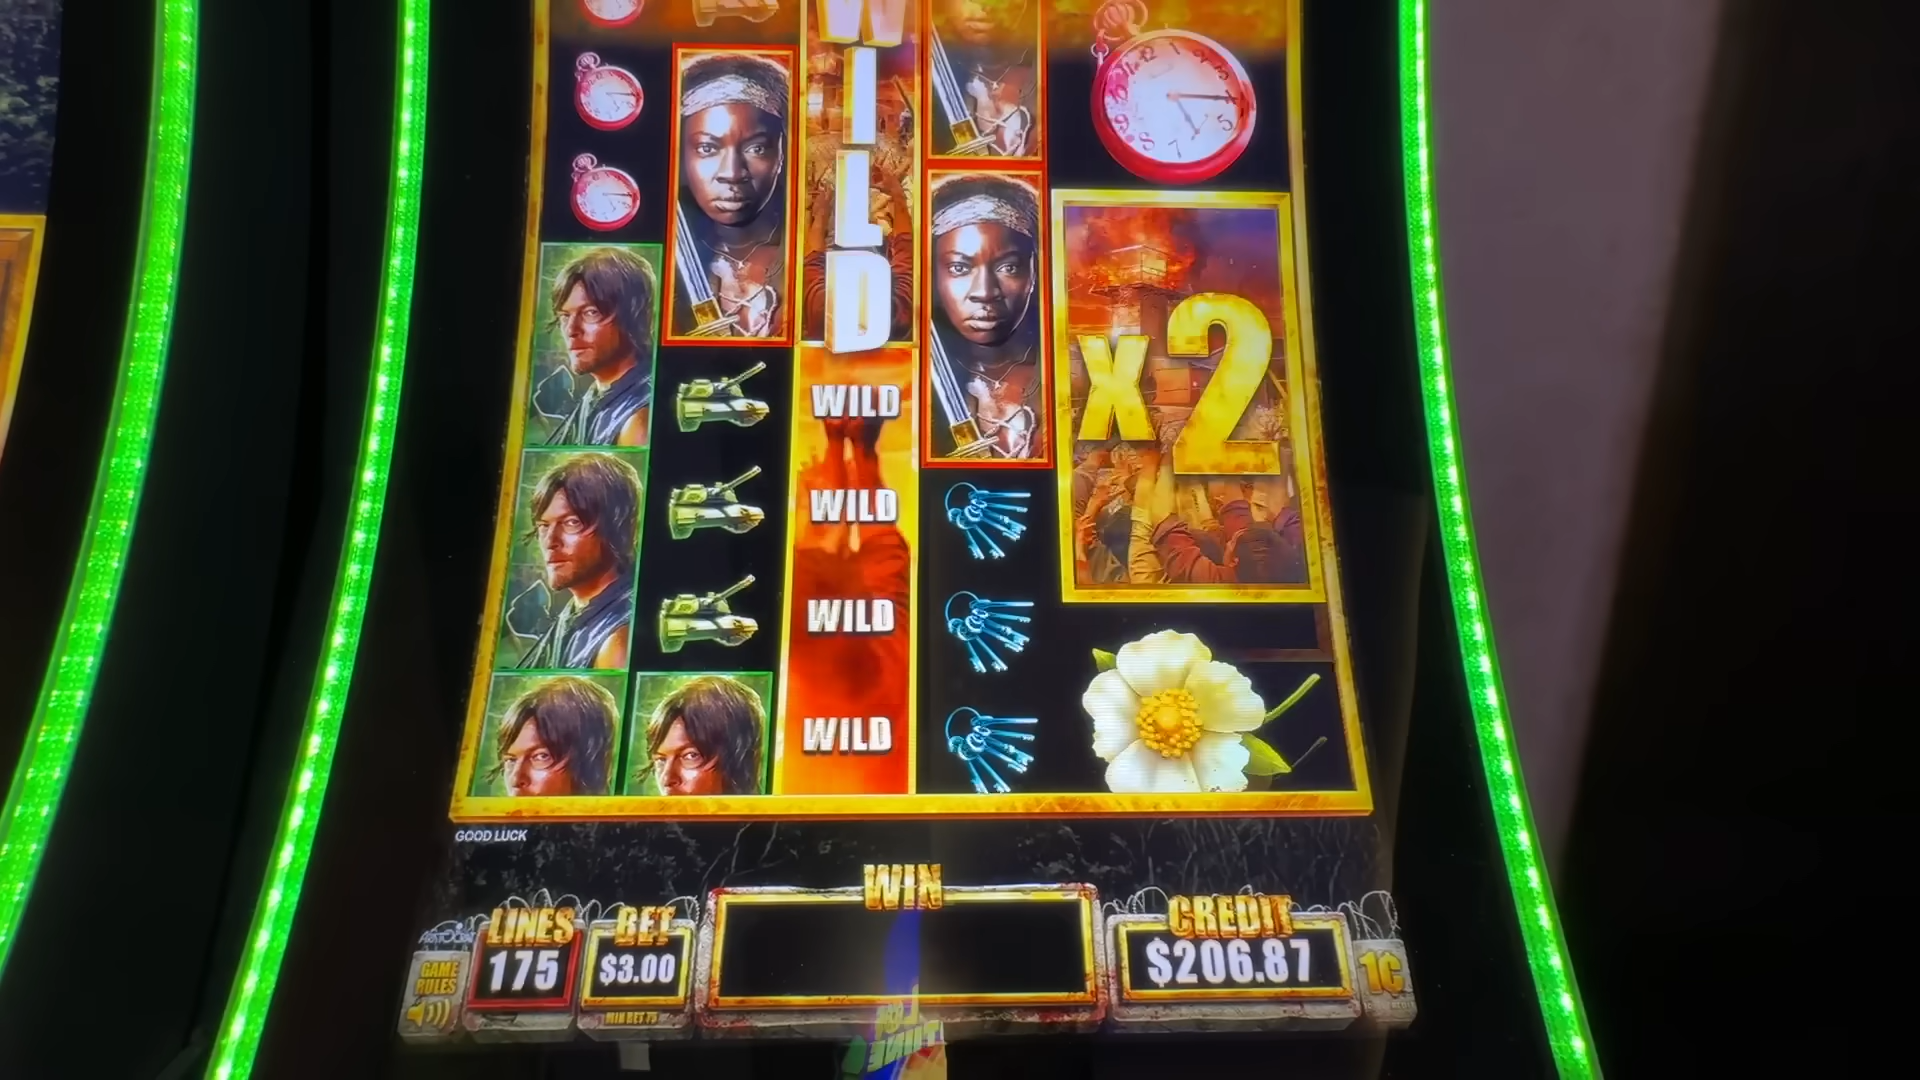 WILD
WILD
WILD
x2
WILD
WILD
GOOD LUCK
WIN
LINES
BET
CREDIT
ARISTOCRAT
175
$3.00
$206.87
1¢
GAME
RULES
MIN BET 75